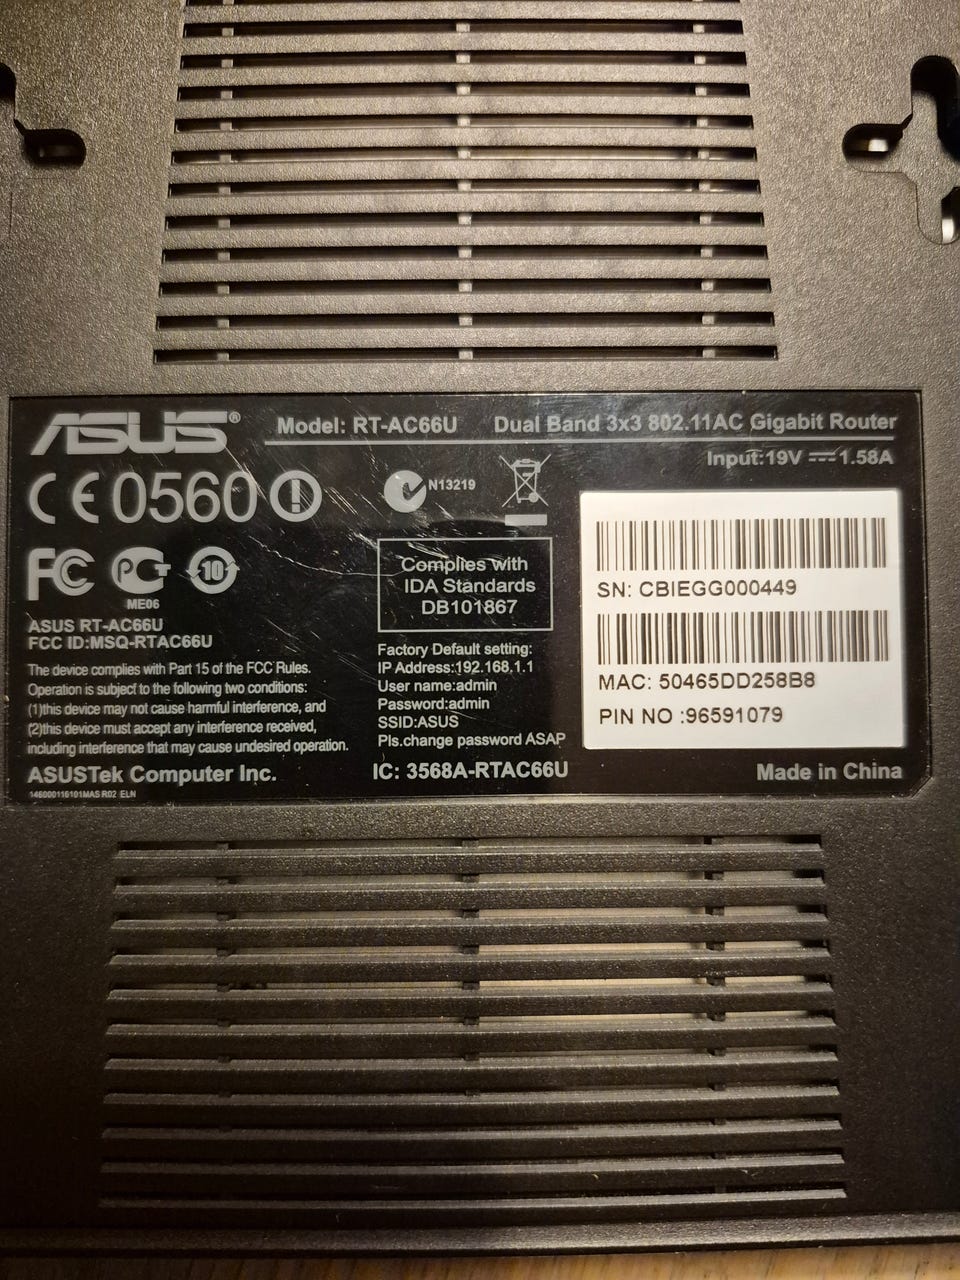 ASUS®
Model: RT-AC66U Dual Band 3x3 802.11AC Gigabit Router
Input:19V 1.58A
CE0560
N13219
FC PCT 10
ME06
ASUS RT-AC66U
FCC ID:MSQ-RTAC66U
The device complies with Part 15 of the FCC Rules.
Operation is subject to the following two conditions:
(1)this device may not cause harmful interference, and
(2)this device must accept any interference received,
including interference that may cause undesired operation.
ASUSTek Computer Inc.
146000116101MAS R02 ELN
Complies with
IDA Standards
DB101867
Factory Default setting:
IP Address:192.168.1.1
User name:admin
Password:admin
SSID:ASUS
Pls.change password ASAP
IC: 3568A-RTAC66U
SN: CBIEGG000449
MAC: 50465DD258B8
PIN NO :96591079
Made in China